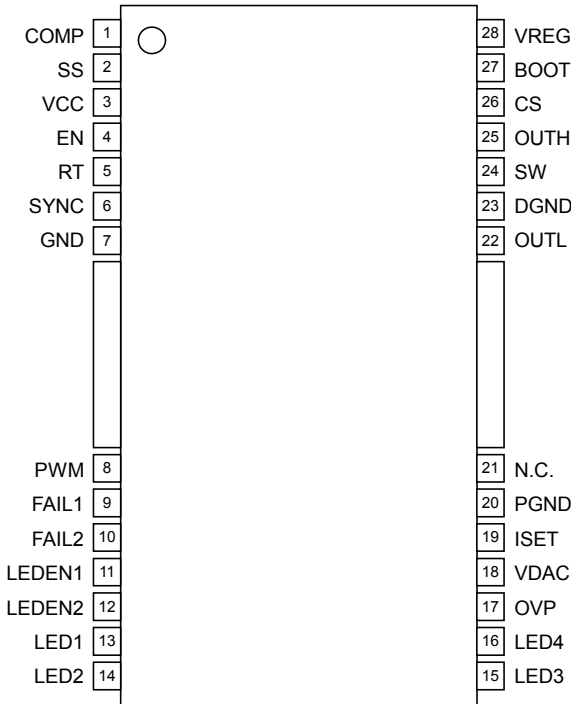 COMP 1 28 VREG
SS 2 27 BOOT
VCC 3 26 CS
EN 4 25 OUTH
RT 5 24 SW
SYNC 6 23 DGND
GND 7 22 OUTL
PWM 8 21 N.C.
FAIL1 9 20 PGND
FAIL2 10 19 ISET
LEDEN1 11 18 VDAC
LEDEN2 12 17 OVP
LED1 13 16 LED4
LED2 14 15 LED3